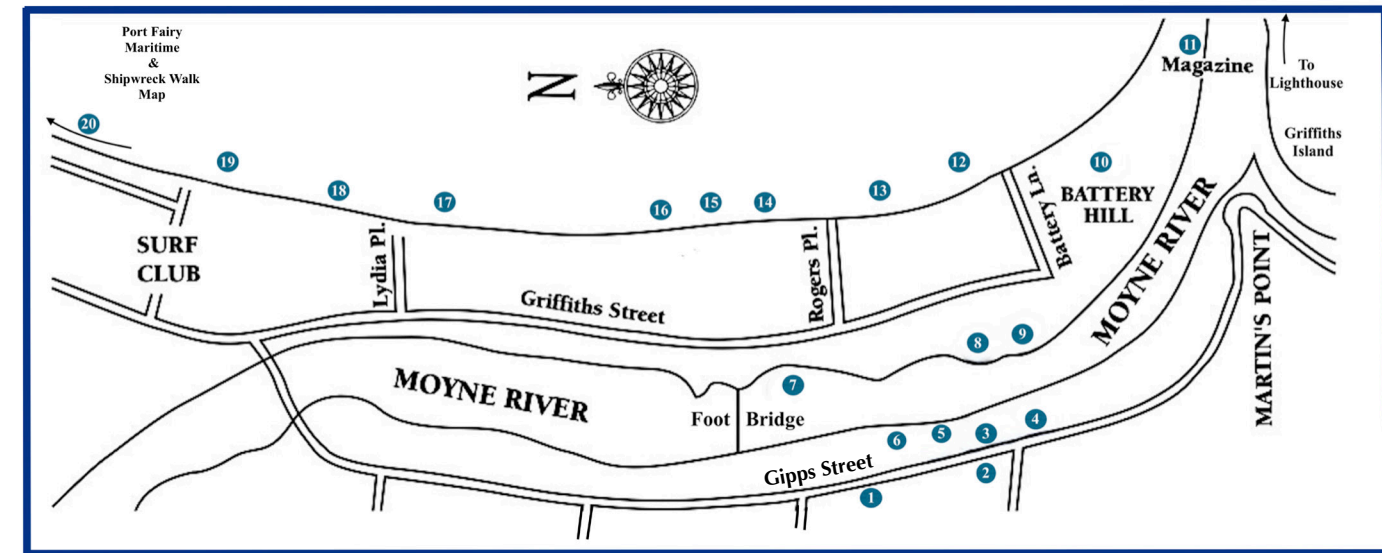 Port Fairy
Maritime
&
Shipwreck Walk
Map
N
11
Magazine
To
Lighthouse
Griffiths
Island
20
19
18
17
16
15
14
13
12
10
BATTERY
HILL
Battery Ln.
SURF
CLUB
Lydia Pl.
Griffiths Street
Rogers Pl.
MOYNE RIVER
MARTIN'S POINT
8
9
7
MOYNE RIVER
Foot Bridge
6
5
3
4
Gipps Street
2
1